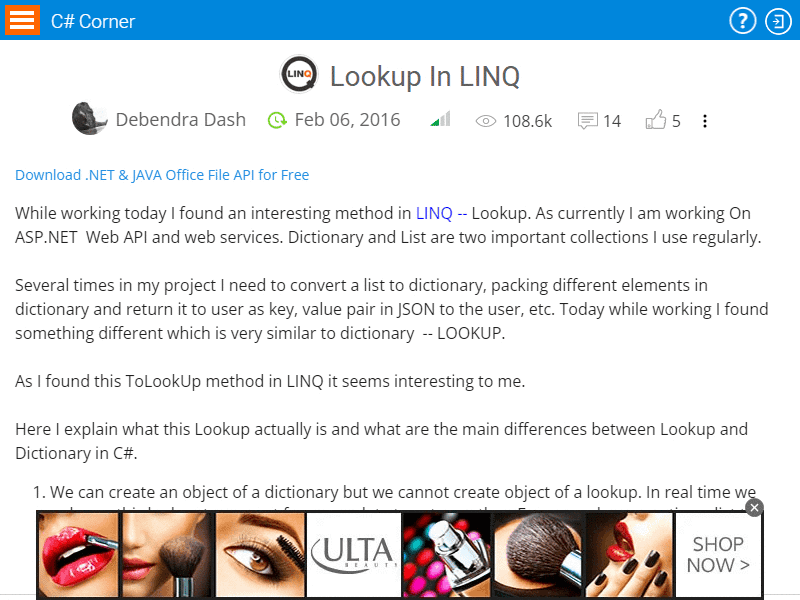 C# Corner
LINQ
Lookup In LINQ
Debendra Dash Feb 06, 2016 108.6k 14 5
Download .NET & JAVA Office File API for Free
While working today I found an interesting method in LINQ -- Lookup. As currently I am working On
ASP.NET  Web API and web services. Dictionary and List are two important collections I use regularly.
Several times in my project I need to convert a list to dictionary, packing different elements in
dictionary and return it to user as key, value pair in JSON to the user, etc. Today while working I found
something different which is very similar to dictionary  -- LOOKUP.
As I found this ToLookUp method in LINQ it seems interesting to me.
Here I explain what this Lookup actually is and what are the main differences between Lookup and
Dictionary in C#.
1. We can create an object of a dictionary but we cannot create object of a lookup. In real time we
ULTA
BEAUTY
SHOP
NOW >